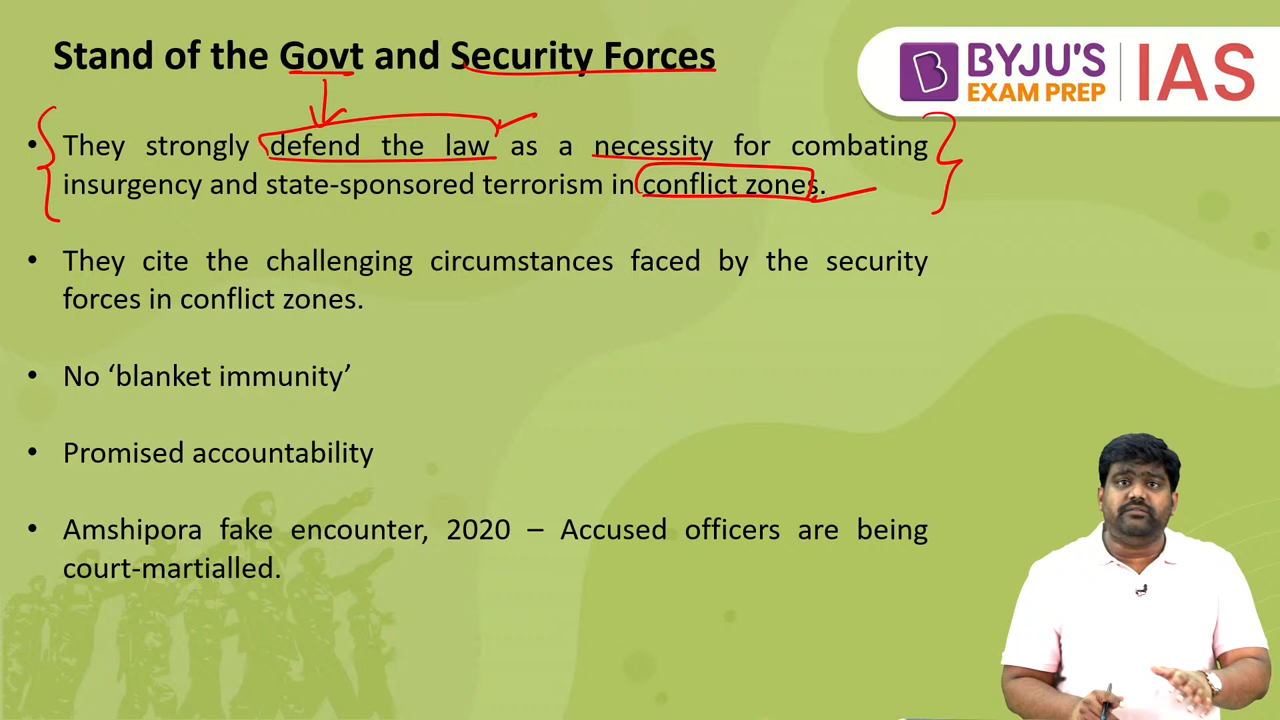 Stand of the Govt and Security Forces
BYJU'S
EXAM PREP
IAS
• They strongly defend the law as a necessity for combating
insurgency and state-sponsored terrorism in conflict zones.
• They cite the challenging circumstances faced by the security
forces in conflict zones.
• No ‘blanket immunity’
• Promised accountability
• Amshipora fake encounter, 2020 – Accused officers are being
court-martialled.